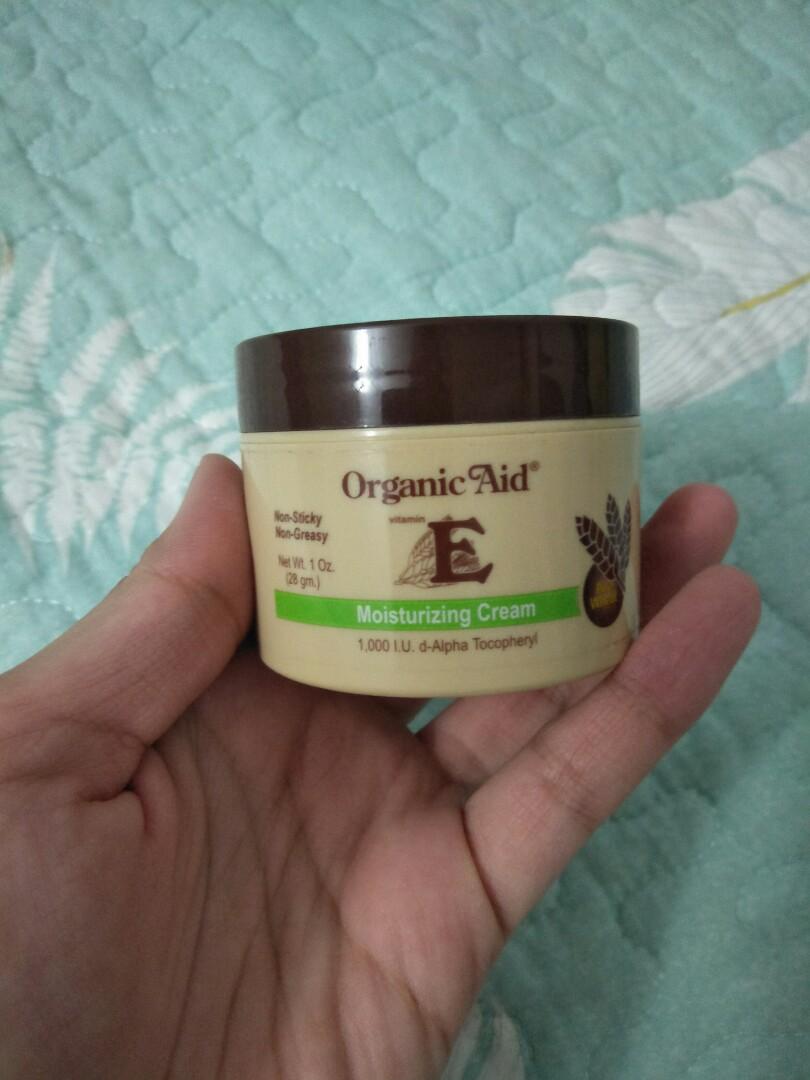 Organic Aid®
Non-Sticky
Non-Greasy
vitamin
E
Net Wt. 1 Oz.
(28 gm.)
Moisturizing Cream
1,000 I.U. d-Alpha Tocopheryl